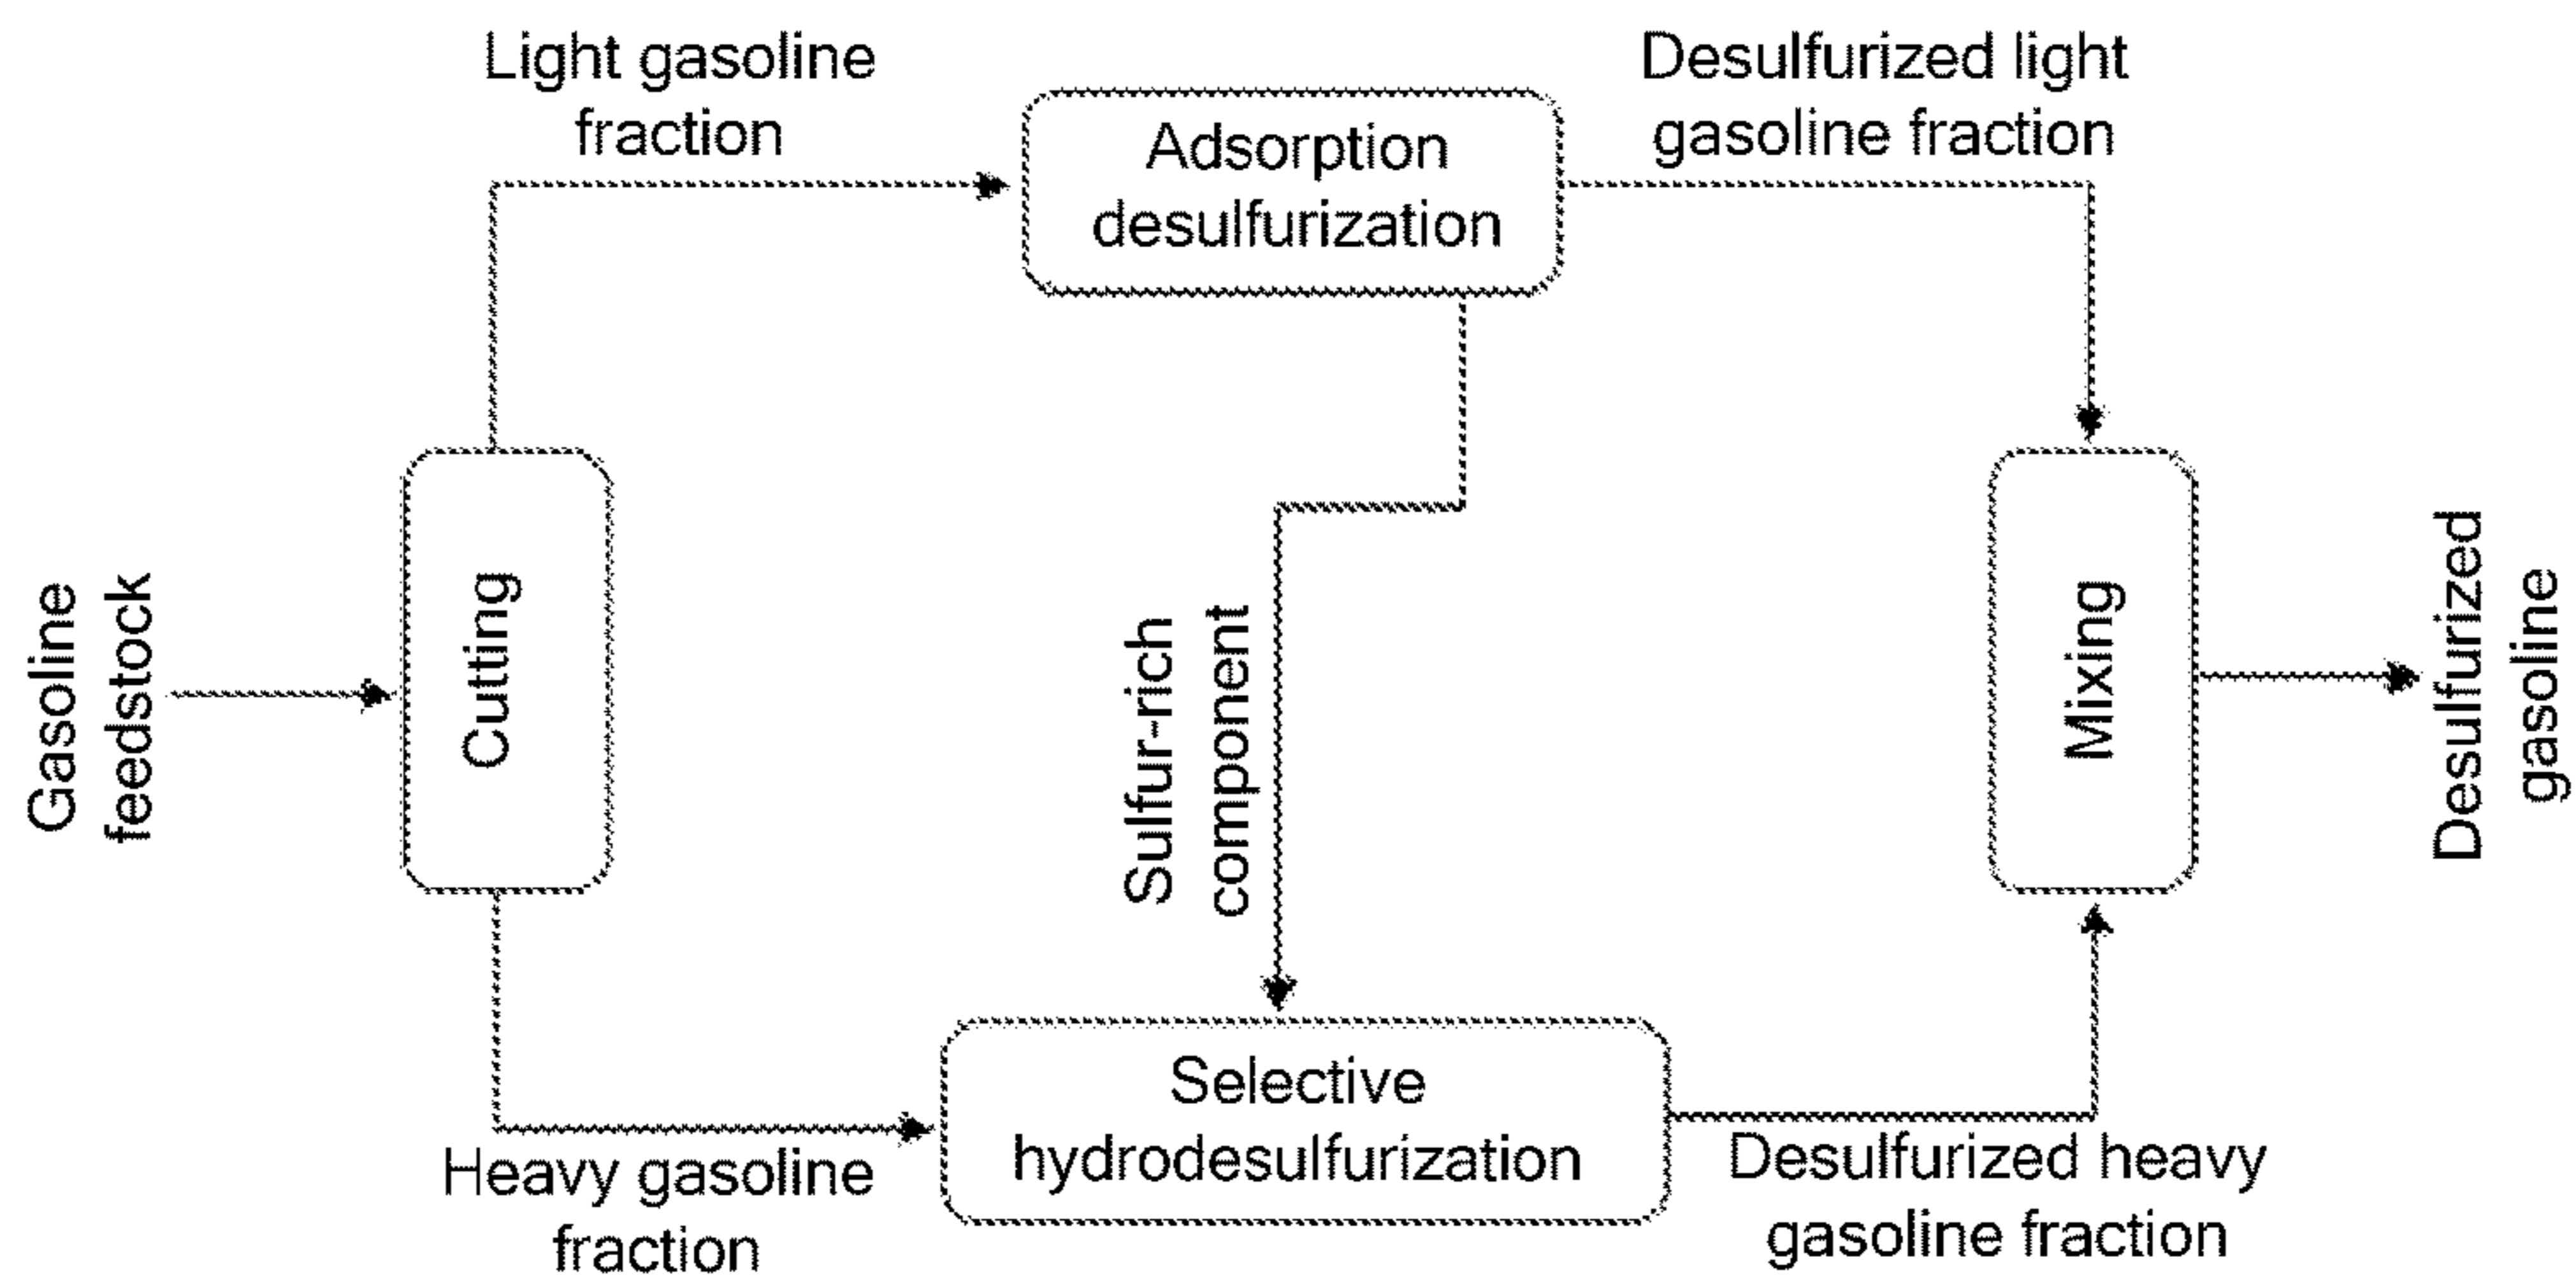 Light gasoline
fraction
Adsorption
desulfurization
Desulfurized light
gasoline fraction
Gasoline
feedstock
Cutting
Sulfur-rich
component
Mixing
Desulfurized
gasoline
Heavy gasoline
fraction
Selective
hydrodesulfurization
Desulfurized heavy
gasoline fraction